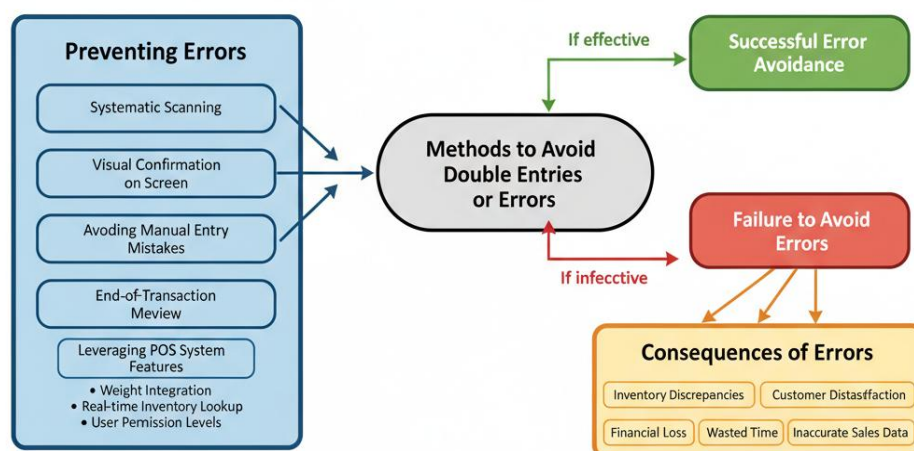 Preventing Errors
Systematic Scanning
Visual Confirmation
on Screen
Avoding Manual Entry
Mistakes
End-of-Transaction
Meview
Leveraging POS System
Features
• Weight Integration
• Real-time Inventory Lookup
• User Pemission Levels
Methods to Avoid
Double Entries
or Errors
If effective
Successful Error
Avoidance
If infecctive
Failure to Avoid
Errors
Consequences of Errors
Inventory Discrepancies
Customer Distasffaction
Financial Loss
Wasted Time
Inaccurate Sales Data